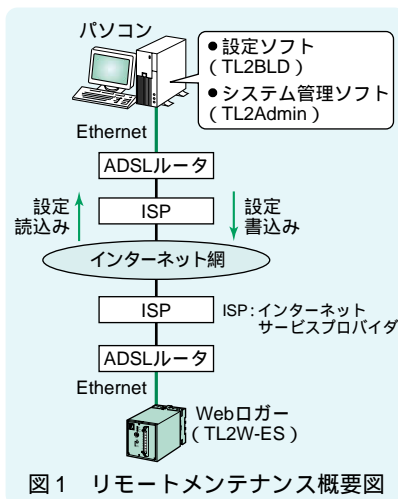 パソコン
●設定ソフト
（TL2BLD）
●システム管理ソフト
（TL2Admin）
Ethernet
ADSLルータ
設定
読込み
ISP
設定
書込み
インターネット網
ISP
ISP：インターネット
サービスプロバイダ
ADSLルータ
Ethernet
Webロガー
（TL2W-ES）
図1 リモートメンテナンス概要図